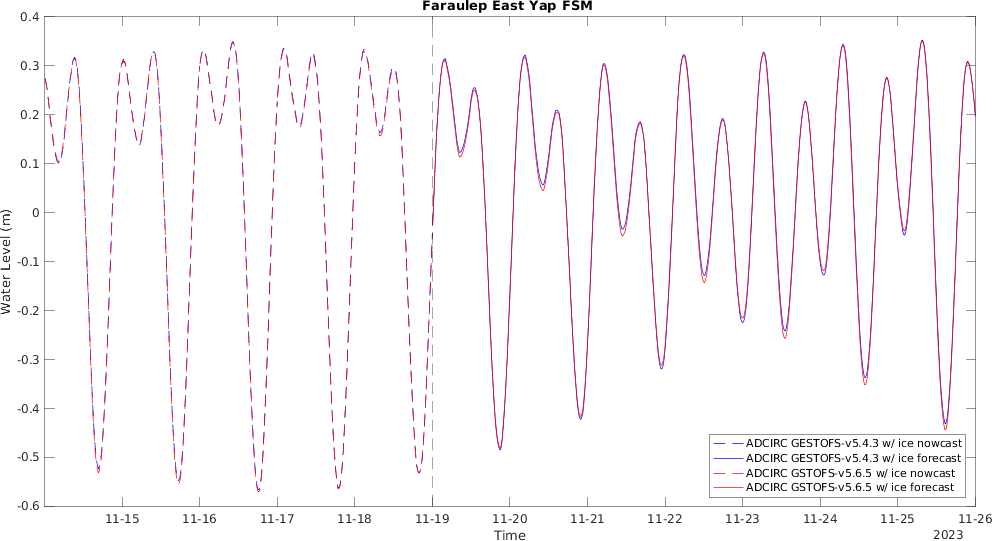 Faraulep East Yap FSM
0.4
0.3
0.2
0.1
0
-0.1
-0.2
-0.3
-0.4
-0.5
-0.6
Water Level (m)
ADCIRC GESTOFS-v5.4.3 w/ ice nowcast
ADCIRC GESTOFS-v5.4.3 w/ ice forecast
ADCIRC GSTOFS-v5.6.5 w/ ice nowcast
ADCIRC GSTOFS-v5.6.5 w/ ice forecast
11-15 11-16 11-17 11-18 11-19 11-20 11-21 11-22 11-23 11-24 11-25 11-26
Time
2023